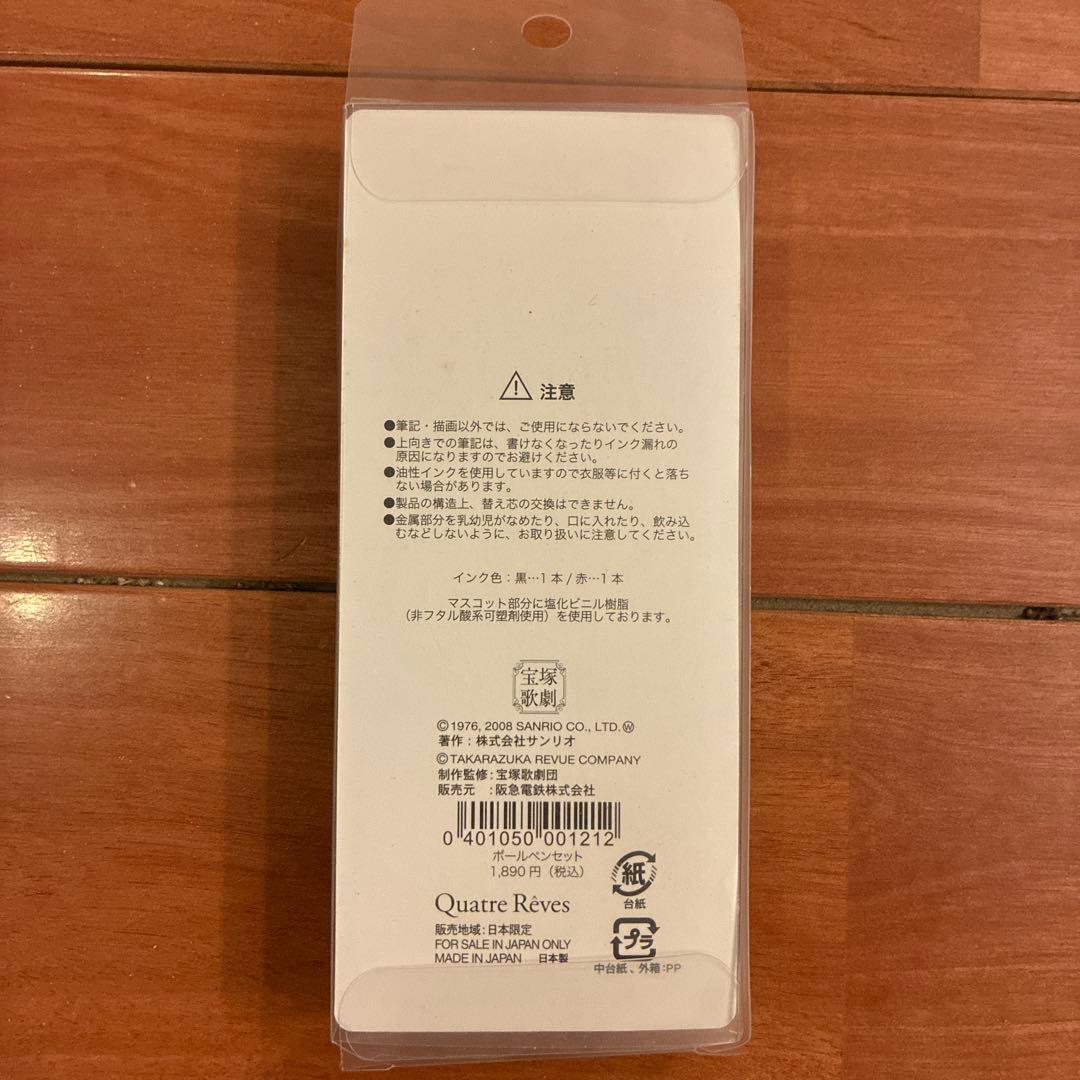 ⚠ 注意
●筆記・描画以外では、ご使用にならないでください。
●上向きでの筆記は、書けなくなったりインク漏れの
原因になりますのでお避けください。
●油性インクを使用していますので衣服等に付くと落ち
ない場合があります。
●製品の構造上、替え芯の交換はできません。
●金属部分を乳幼児がなめたり、口に入れたり、飲み込
むなどしないように、お取り扱いに注意してください。
インク色：黒…1本 / 赤…1本
マスコット部分に塩化ビニル樹脂
（非フタル酸系可塑剤使用）を使用しております。
宝塚
歌劇
©1976, 2008 SANRIO CO., LTD. Ⓦ
著作：株式会社サンリオ
©TAKARAZUKA REVUE COMPANY
制作監修：宝塚歌劇団
販売元　：阪急電鉄株式会社
0 401050 001212
ボールペンセット
1,890円（税込）
紙
台紙
Quatre Rêves
販売地域：日本限定
FOR SALE IN JAPAN ONLY
MADE IN JAPAN　日本製
プラ
中台紙、外箱：PP